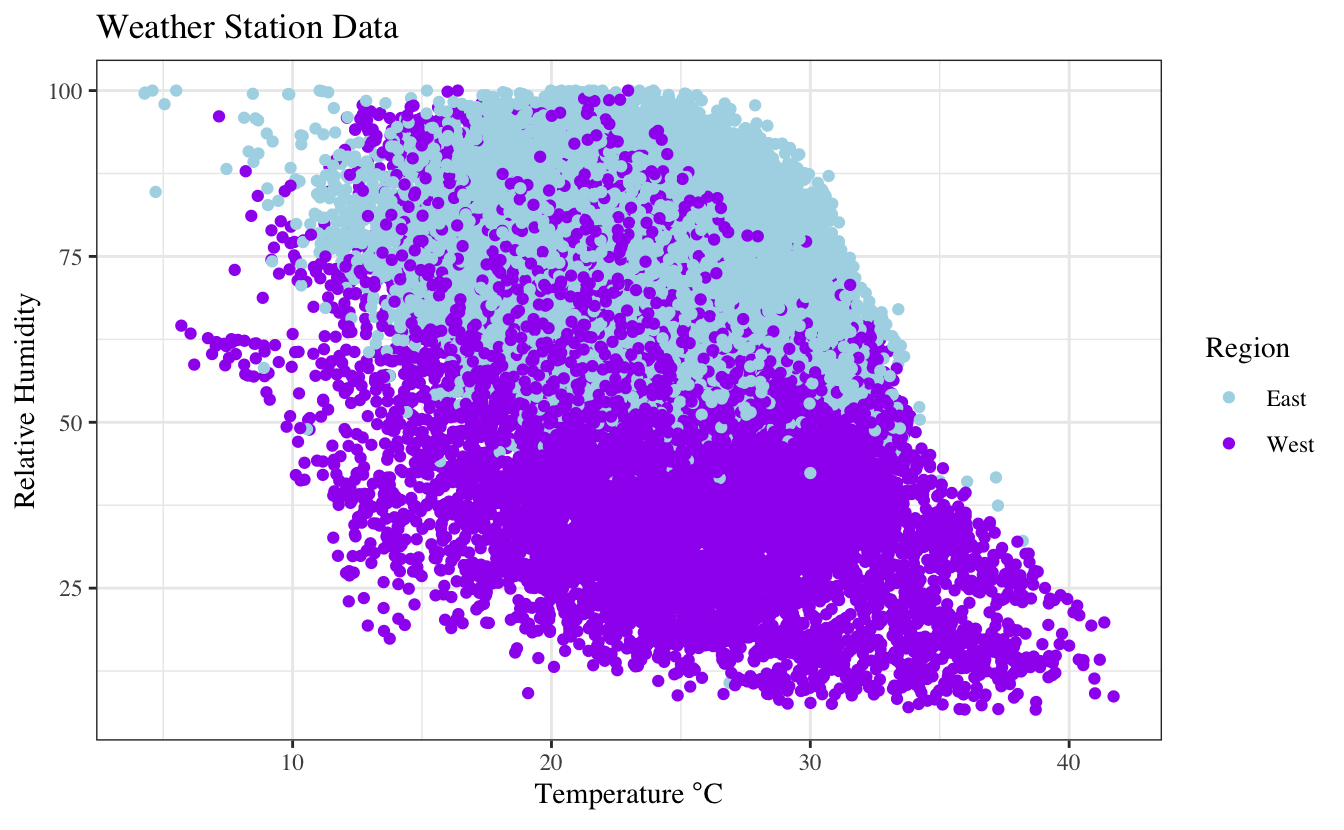 Weather Station Data
100
75
50
25
Relative Humidity
10 20 30 40
Temperature °C
Region
East
West